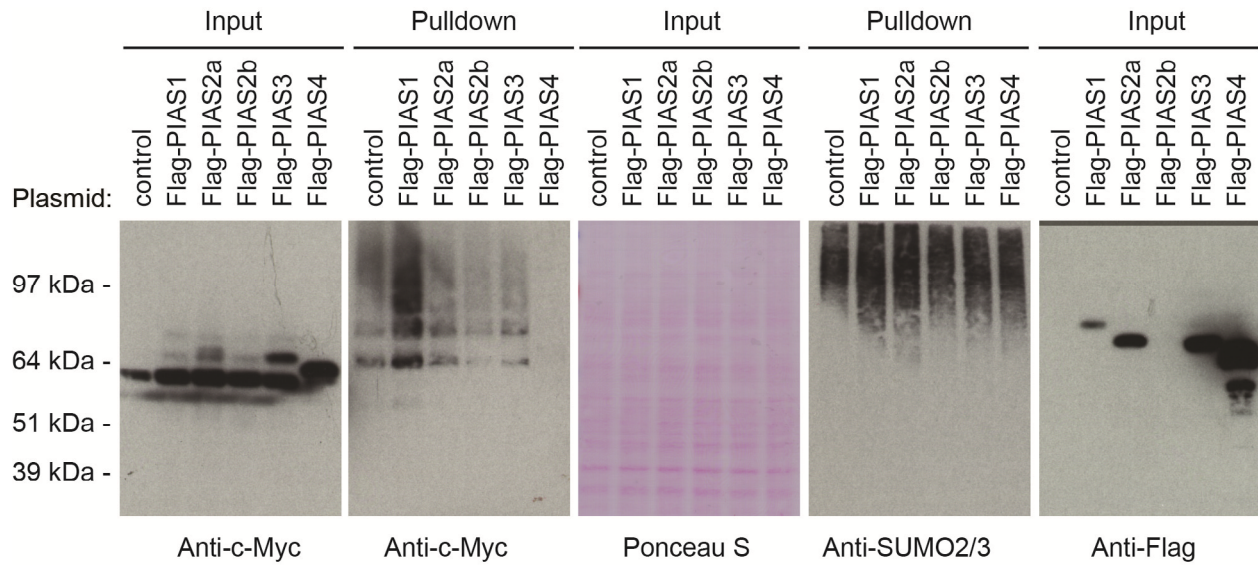 Input Pulldown Input Pulldown Input
Plasmid: control Flag-PIAS1 Flag-PIAS2a Flag-PIAS2b Flag-PIAS3 Flag-PIAS4 control Flag-PIAS1 Flag-PIAS2a Flag-PIAS2b Flag-PIAS3 Flag-PIAS4 control Flag-PIAS1 Flag-PIAS2a Flag-PIAS2b Flag-PIAS3 Flag-PIAS4 control Flag-PIAS1 Flag-PIAS2a Flag-PIAS2b Flag-PIAS3 Flag-PIAS4 control Flag-PIAS1 Flag-PIAS2a Flag-PIAS2b Flag-PIAS3 Flag-PIAS4
97 kDa -
64 kDa -
51 kDa -
39 kDa -
Anti-c-Myc Anti-c-Myc Ponceau S Anti-SUMO2/3 Anti-Flag